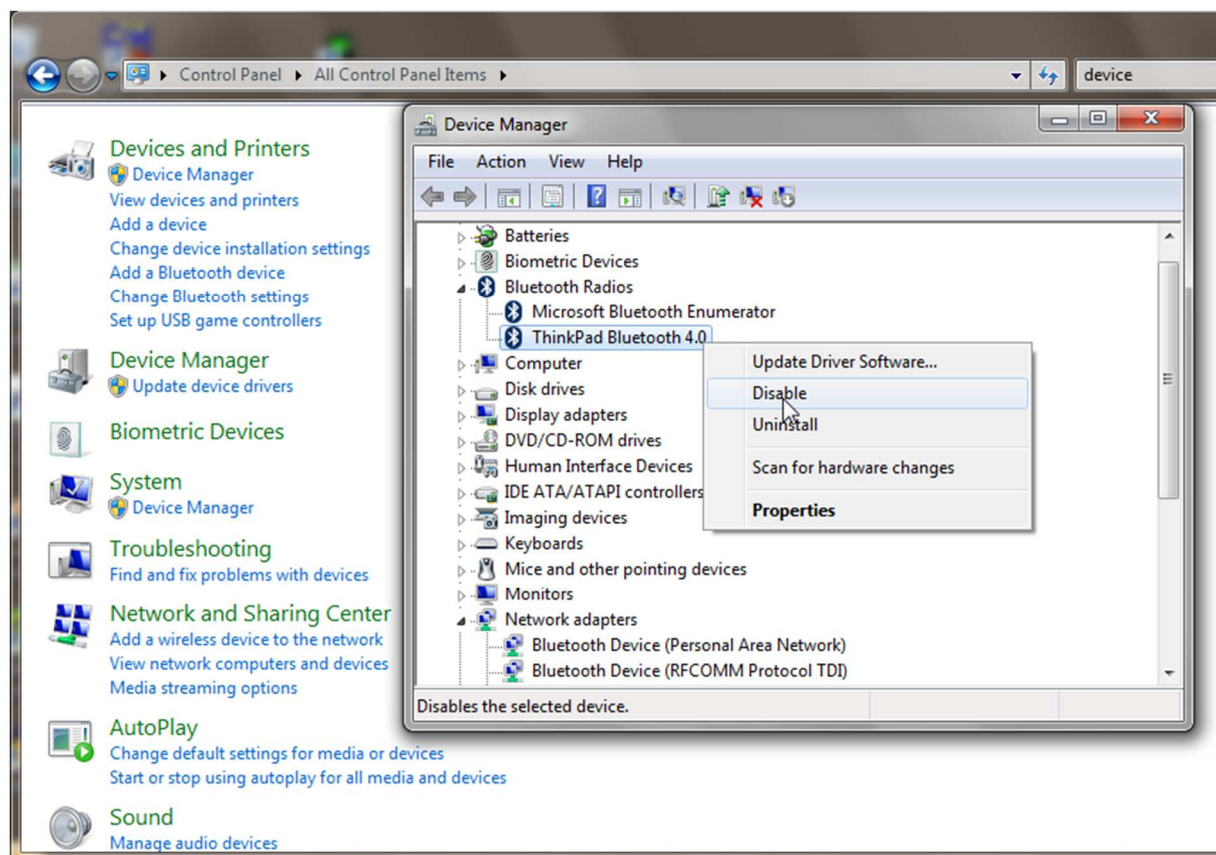 Control Panel All Control Panel Items
device
Devices and Printers
Device Manager
View devices and printers
Add a device
Change device installation settings
Add a Bluetooth device
Change Bluetooth settings
Set up USB game controllers
Device Manager
Update device drivers
Biometric Devices
System
Device Manager
Troubleshooting
Find and fix problems with devices
Network and Sharing Center
Add a wireless device to the network
View network computers and devices
Media streaming options
AutoPlay
Change default settings for media or devices
Start or stop using autoplay for all media and devices
Sound
Manage audio devices
Device Manager
File Action View Help
Batteries
Biometric Devices
Bluetooth Radios
Microsoft Bluetooth Enumerator
ThinkPad Bluetooth 4.0
Computer
Disk drives
Display adapters
DVD/CD-ROM drives
Human Interface Devices
IDE ATA/ATAPI controllers
Imaging devices
Keyboards
Mice and other pointing devices
Monitors
Network adapters
Bluetooth Device (Personal Area Network)
Bluetooth Device (RFCOMM Protocol TDI)
Disables the selected device.
Update Driver Software...
Disable
Uninstall
Scan for hardware changes
Properties